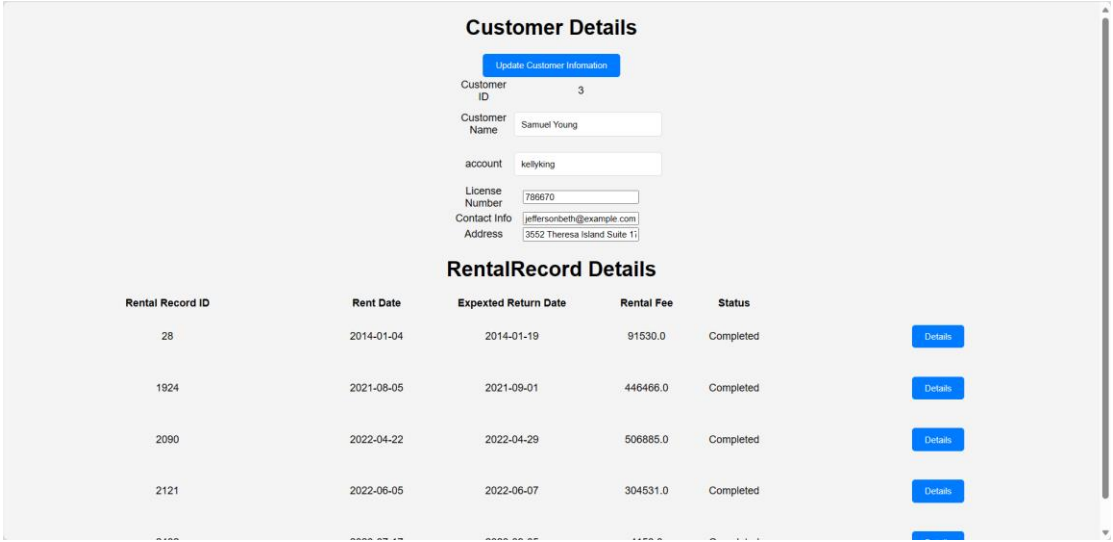 Customer Details
Update Customer Infomation
Customer ID 3
Customer Name Samuel Young
account kellyking
License Number 786670
Contact Info jeffersonbeth@example.com
Address 3552 Theresa Island Suite
RentalRecord Details
Rental Record ID Rent Date Expexted Return Date Rental Fee Status
28 2014-01-04 2014-01-19 91530.0 Completed Details
1924 2021-08-05 2021-09-01 446466.0 Completed Details
2090 2022-04-22 2022-04-29 506885.0 Completed Details
2121 2022-06-05 2022-06-07 304531.0 Completed Details